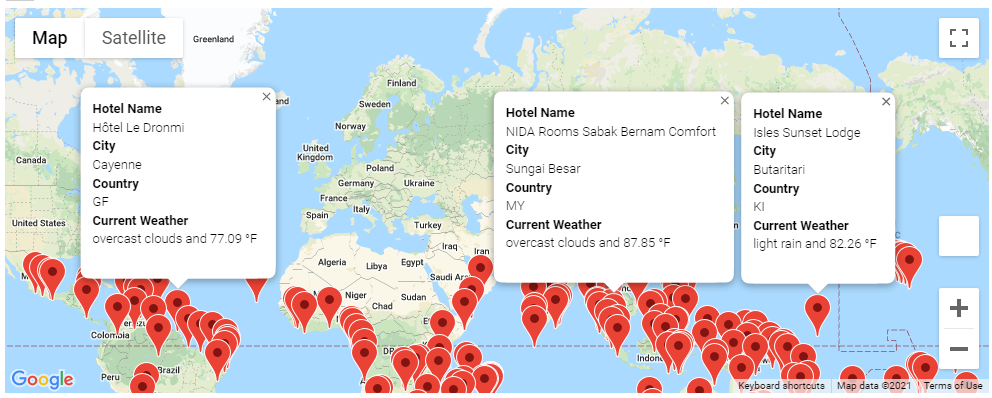 Map
Satellite
Greenland
Finland
Sweden
Norway
United
Kingdom
Poland
Germany
Ukraine
France
Italy
Spain
Turkey
Canada
United States
Hotel Name
Hôtel Le Dronmi
City
Cayenne
Country
GF
Current Weather
overcast clouds and 77.09 °F
Hotel Name
NIDA Rooms Sabak Bernam Comfort
City
Sungai Besar
Country
MY
Current Weather
overcast clouds and 87.85 °F
Hotel Name
Isles Sunset Lodge
City
Butaritari
Country
KI
Current Weather
light rain and 82.26 °F
Iraq
Iran
Algeria
Libya
Egypt
Saudi
Niger
Chad
Sudan
Brazil
Peru
Google
Keyboard shortcuts
Map data ©2021
Terms of Use